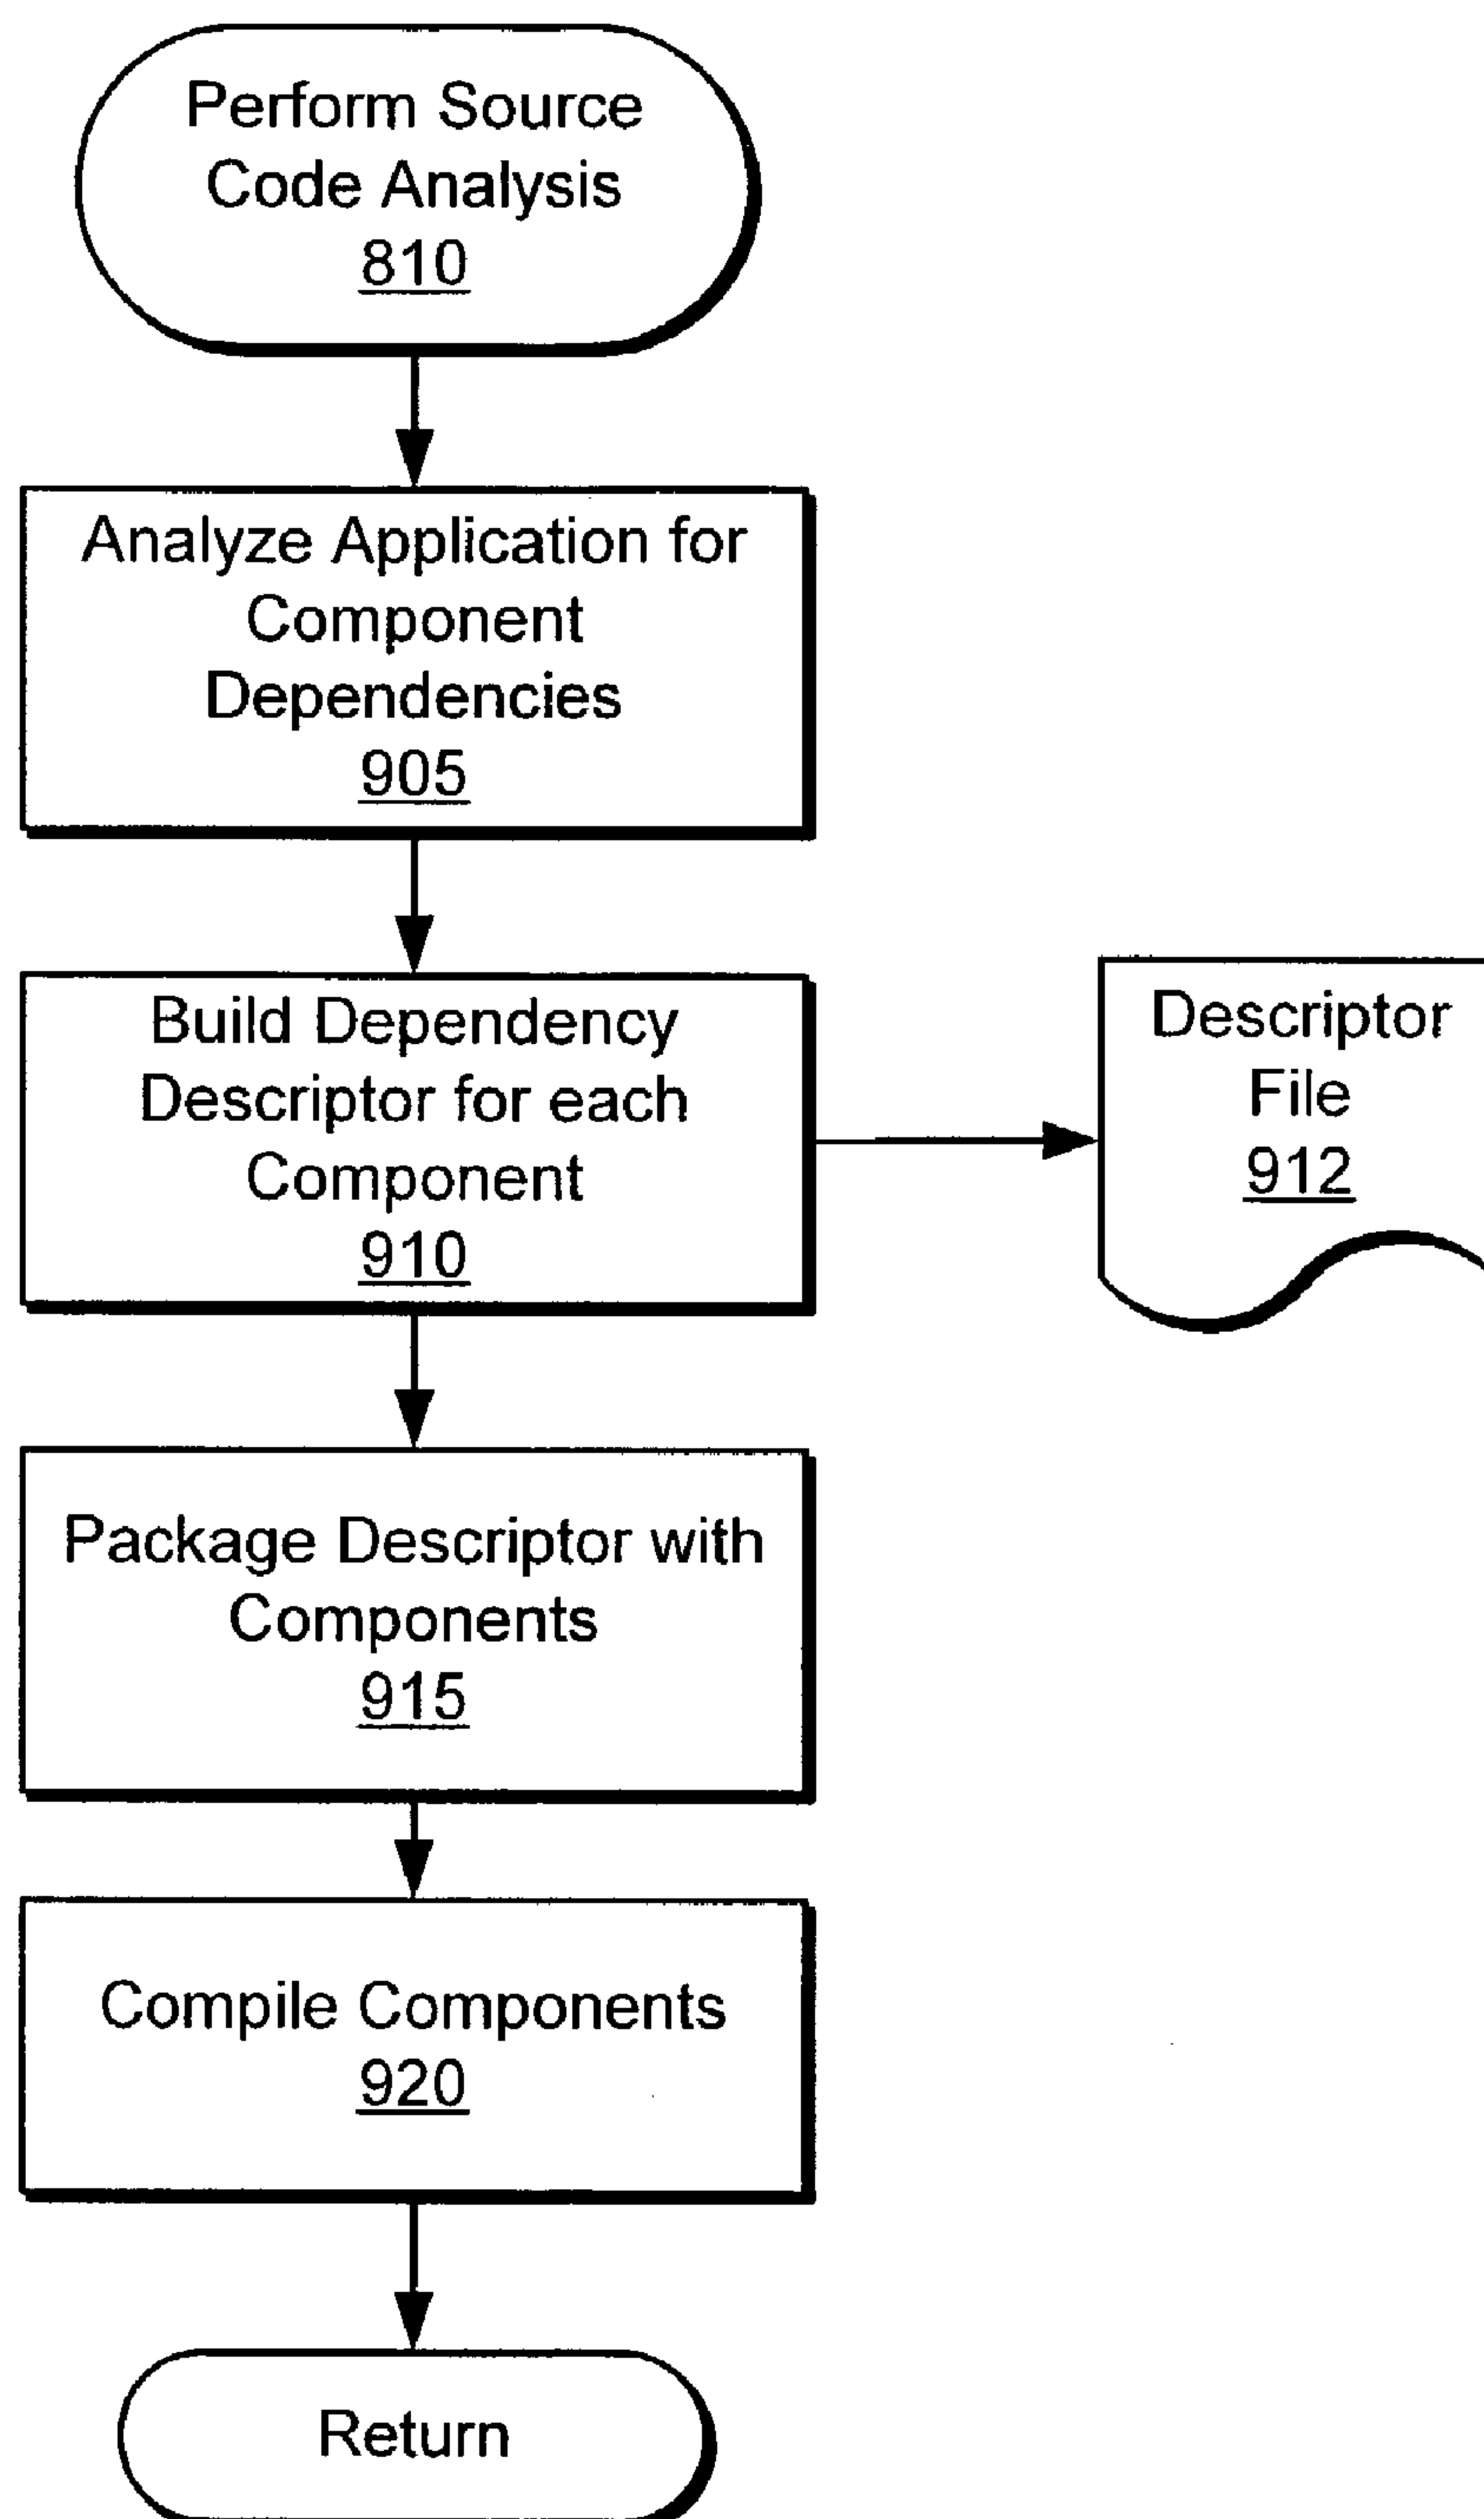 Perform Source
Code Analysis
810
Analyze Application for
Component
Dependencies
905
Build Dependency
Descriptor for each
Component
910
Descriptor
File
912
Package Descriptor with
Components
915
Compile Components
920
Return